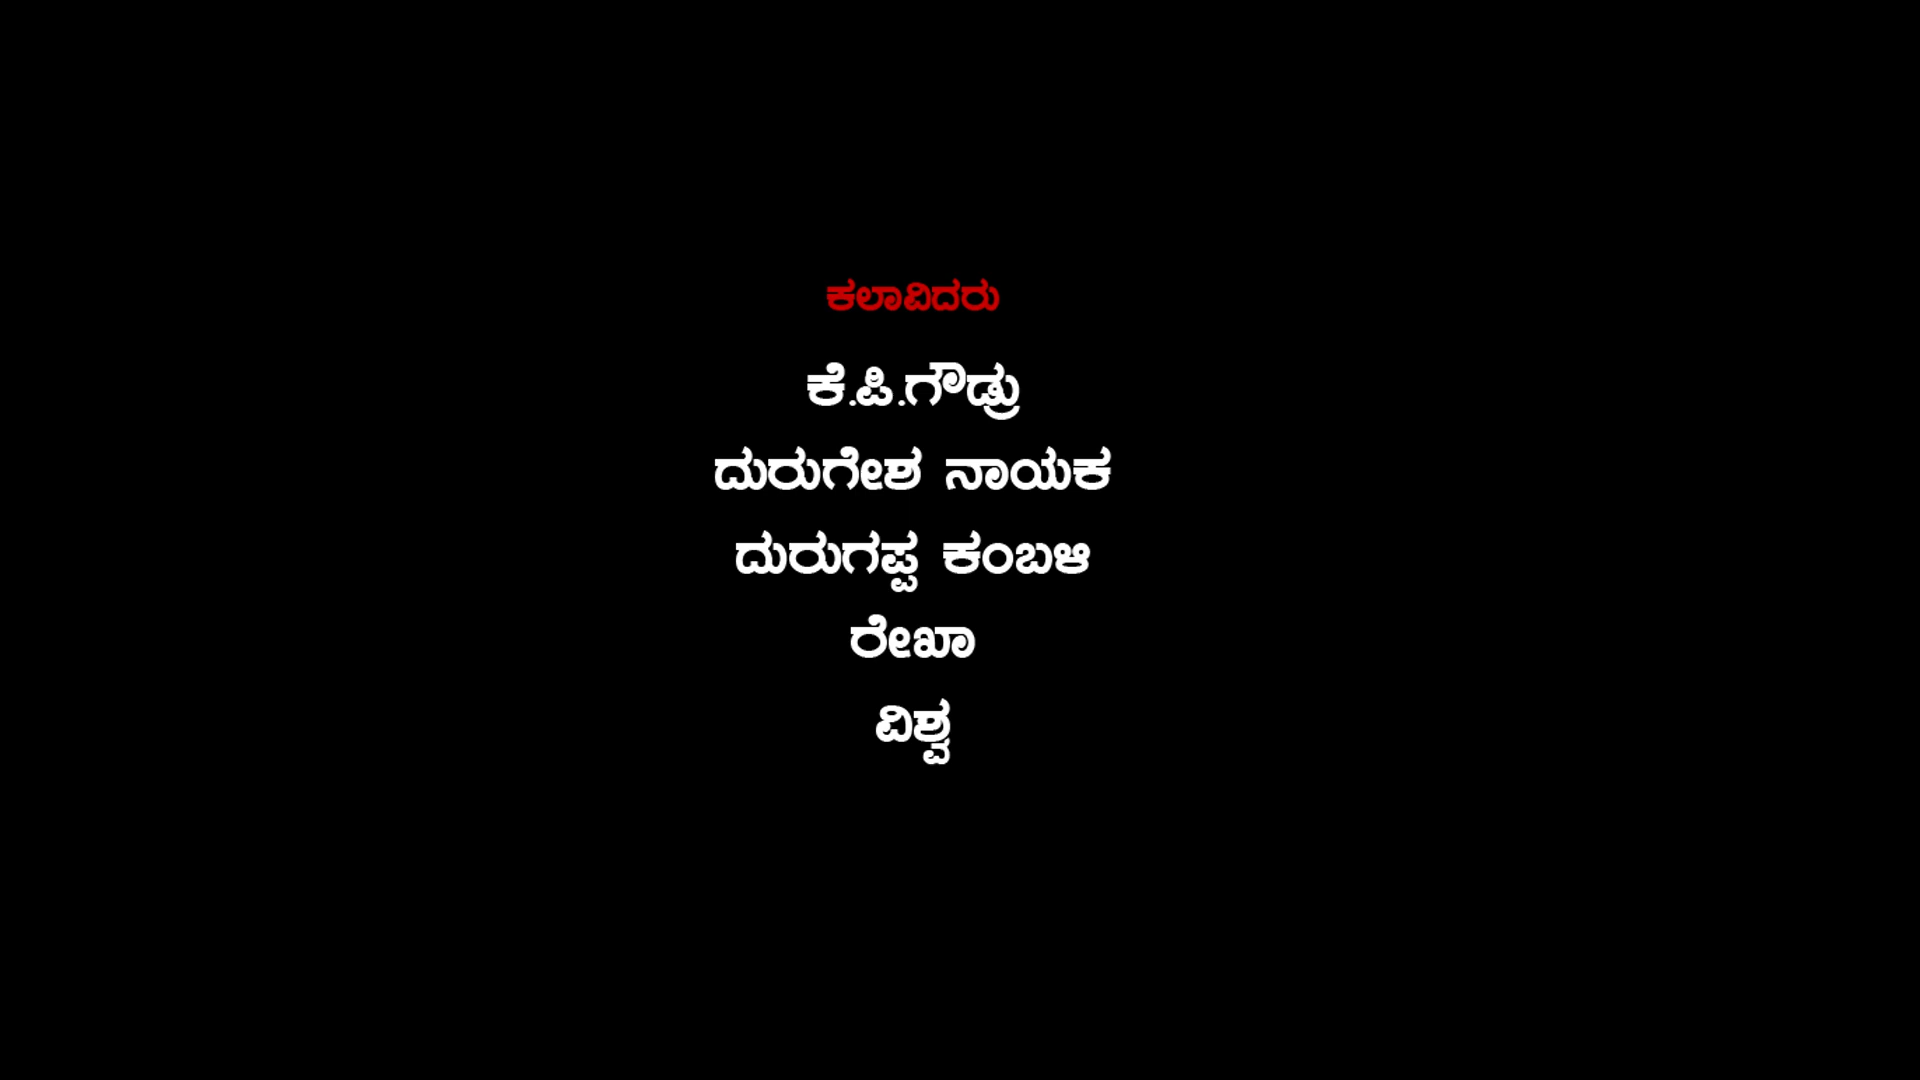 ಕಲಾವಿದರು
ಕೆ.ಪಿ.ಗೌಡ್ರು
ದುರುಗೇಶ ನಾಯಕ
ದುರುಗಪ್ಪ ಕಂಬಳಿ
ರೇಖಾ
ವಿಶ್ವ